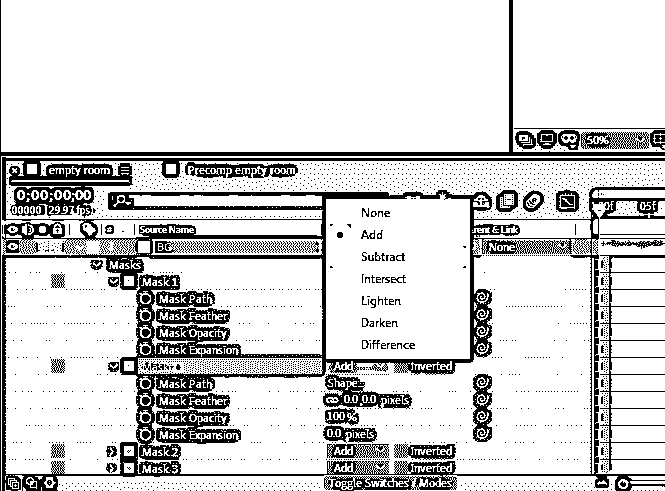 50%
empty room
Precomp empty room
0;00;00;00
00000 (29.97 fps)
Source Name
Parent & Link
05f
BG
None
None
Add
Subtract
Intersect
Lighten
Darken
Difference
Masks
Mask 1
Mask Path
Mask Feather
Mask Opacity
Mask Expansion
Add
Inverted
Mask Path
Shape...
Mask Feather
0.0, 0.0 pixels
Mask Opacity
100 %
Mask Expansion
0.0 pixels
Mask 2
Add
Inverted
Mask 3
Add
Inverted
Toggle Switches / Modes